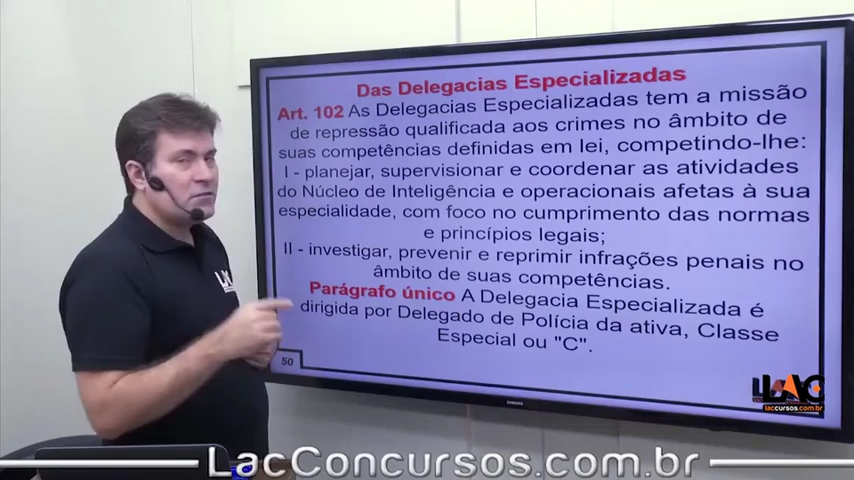 Das Delegacias Especializadas
Art. 102 As Delegacias Especializadas tem a missão
de repressão qualificada aos crimes no âmbito de
suas competências definidas em lei, competindo-lhe:
I - planejar, supervisionar e coordenar as atividades
do Núcleo de Inteligência e operacionais afetas à sua
especialidade, com foco no cumprimento das normas
e princípios legais;
II - investigar, prevenir e reprimir infrações penais no
âmbito de suas competências.
Parágrafo único A Delegacia Especializada é
dirigida por Delegado de Polícia da ativa, Classe
Especial ou "C".
50
LAC
laconcursos.com.br
SAMSUNG
LacConcursos.com.br